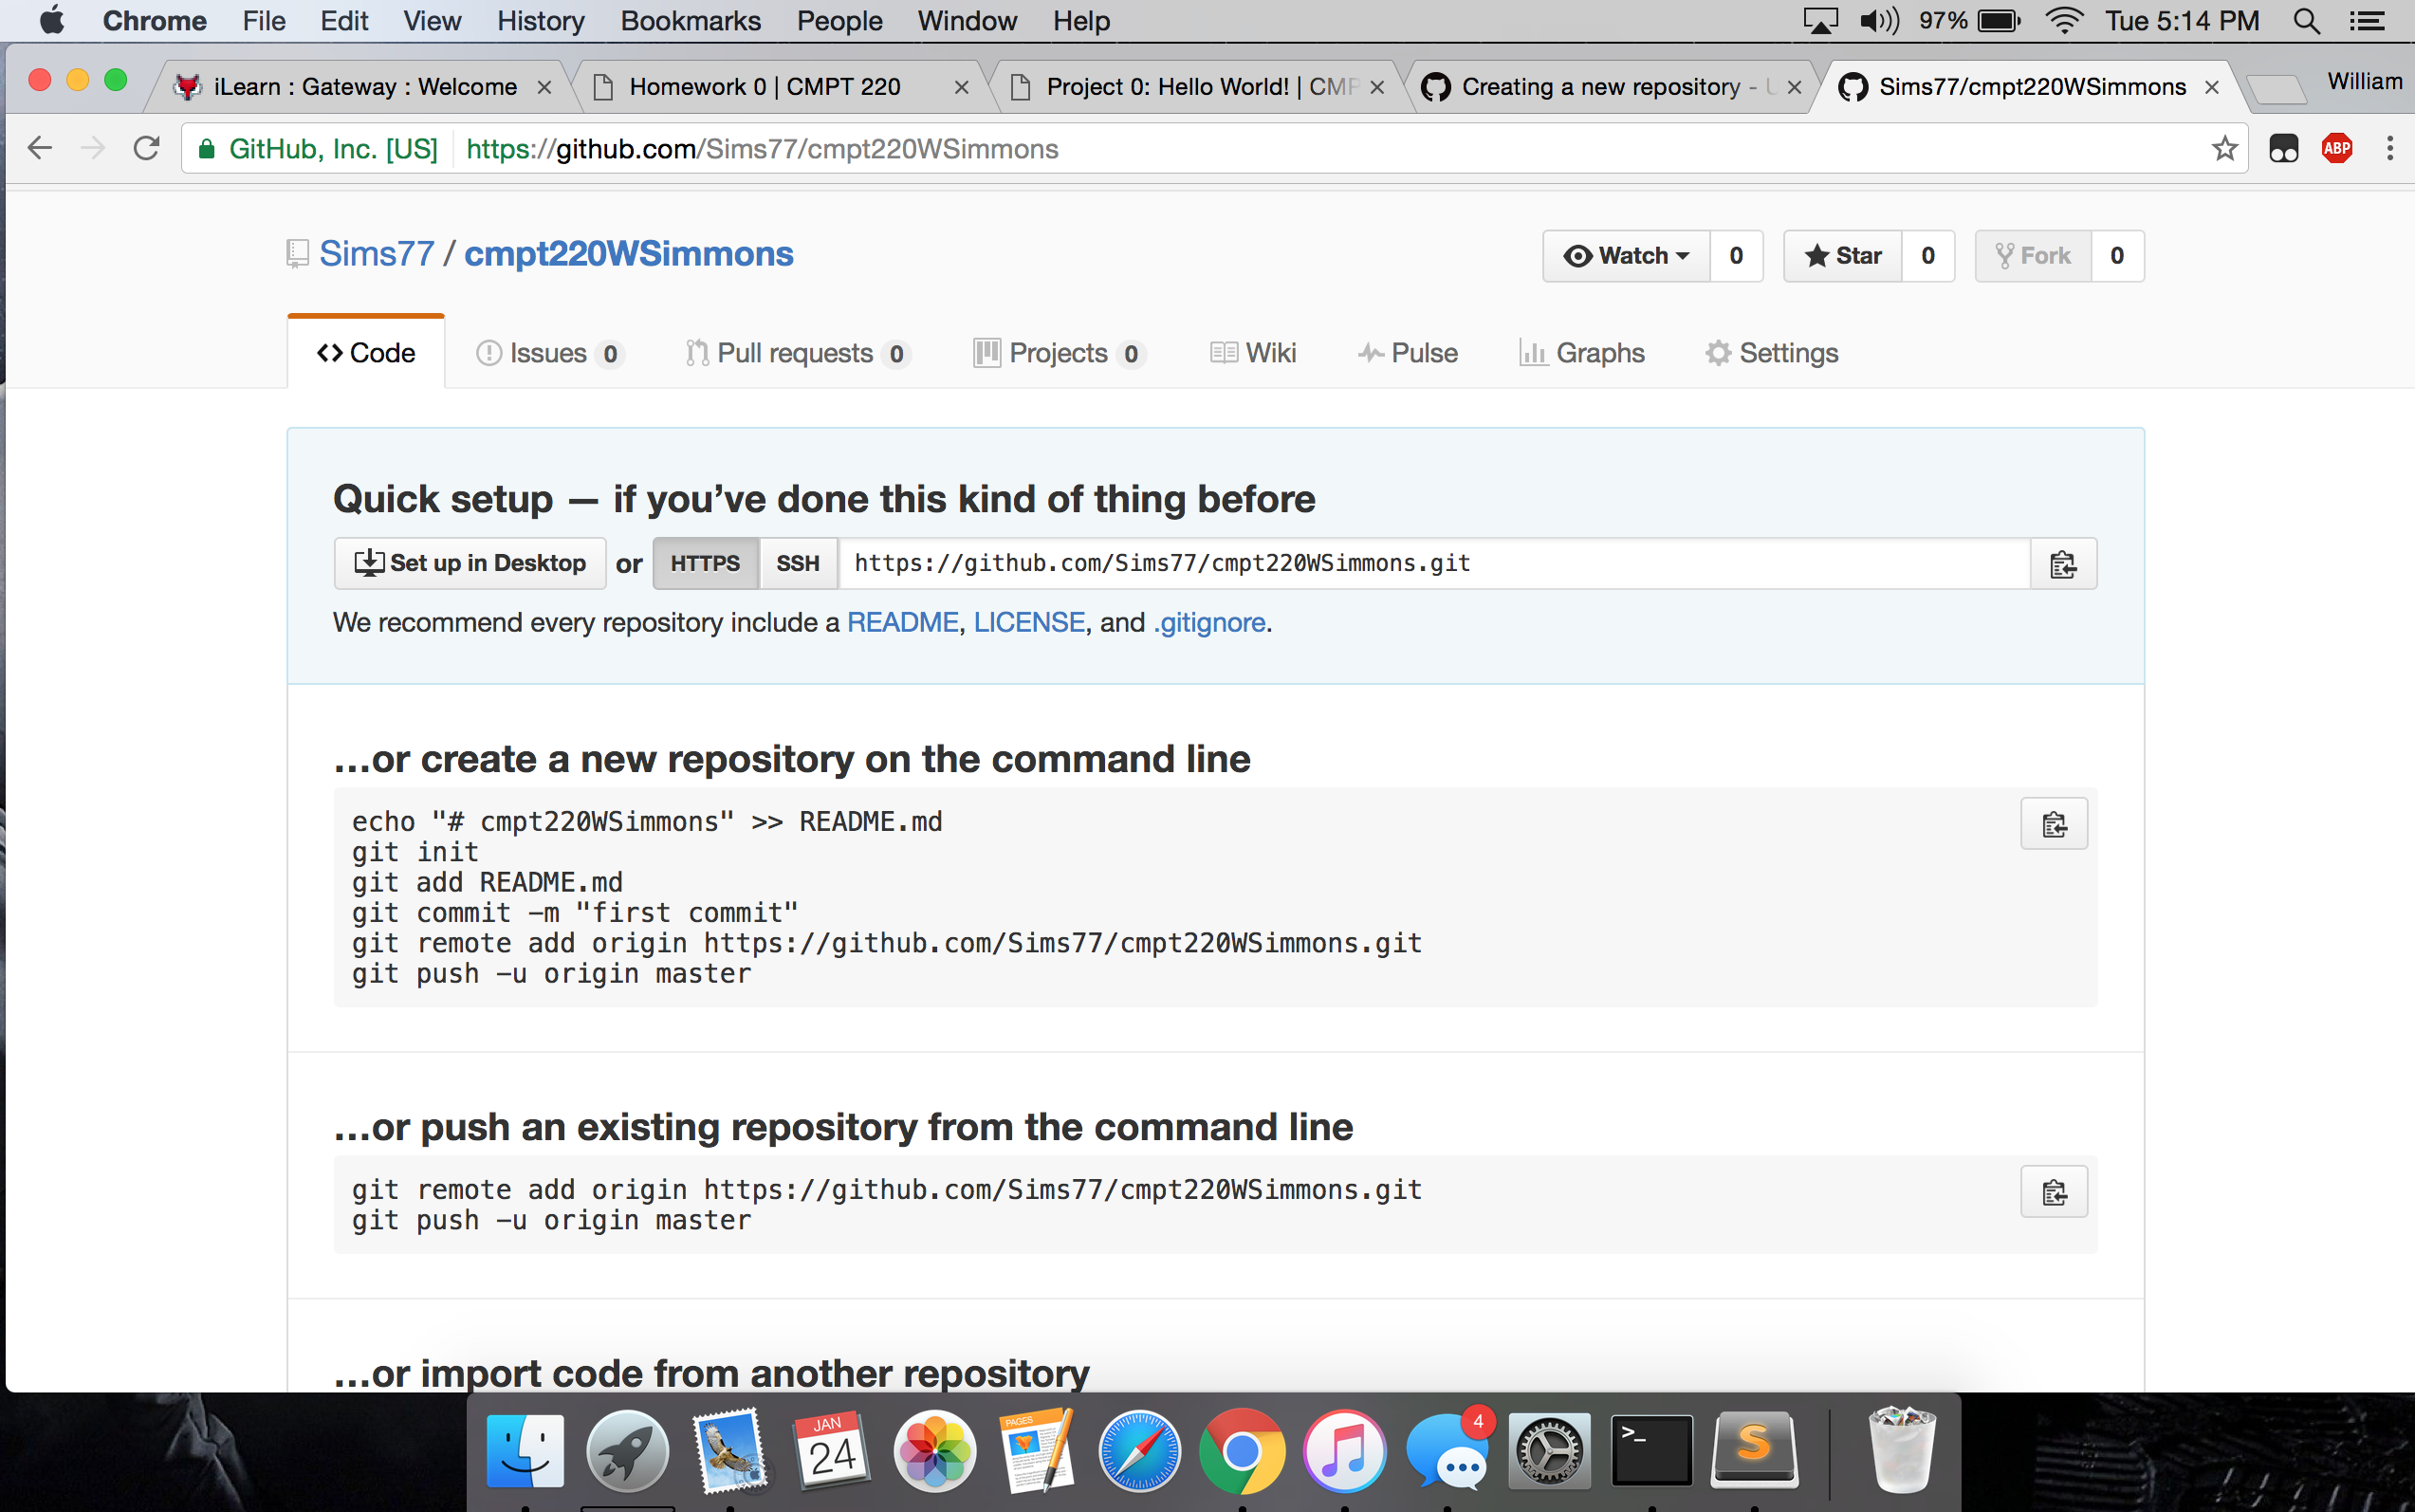 Chrome File Edit View History Bookmarks People Window Help 97% Tue 5:14 PM
iLearn : Gateway : Welcome Homework 0 | CMPT 220 Project 0: Hello World! | CMP Creating a new repository - U Sims77/cmpt220WSimmons William
GitHub, Inc. [US] https://github.com/Sims77/cmpt220WSimmons ABP
Sims77 / cmpt220WSimmons Watch 0 Star 0 Fork 0
Code Issues 0 Pull requests 0 Projects 0 Wiki Pulse Graphs Settings
Quick setup — if you’ve done this kind of thing before
Set up in Desktop or HTTPS SSH https://github.com/Sims77/cmpt220WSimmons.git
We recommend every repository include a README, LICENSE, and .gitignore.
…or create a new repository on the command line
echo "# cmpt220WSimmons" >> README.md
git init
git add README.md
git commit -m "first commit"
git remote add origin https://github.com/Sims77/cmpt220WSimmons.git
git push -u origin master
…or push an existing repository from the command line
git remote add origin https://github.com/Sims77/cmpt220WSimmons.git
git push -u origin master
…or import code from another repository
JAN
24
PAGES
4
>_
S